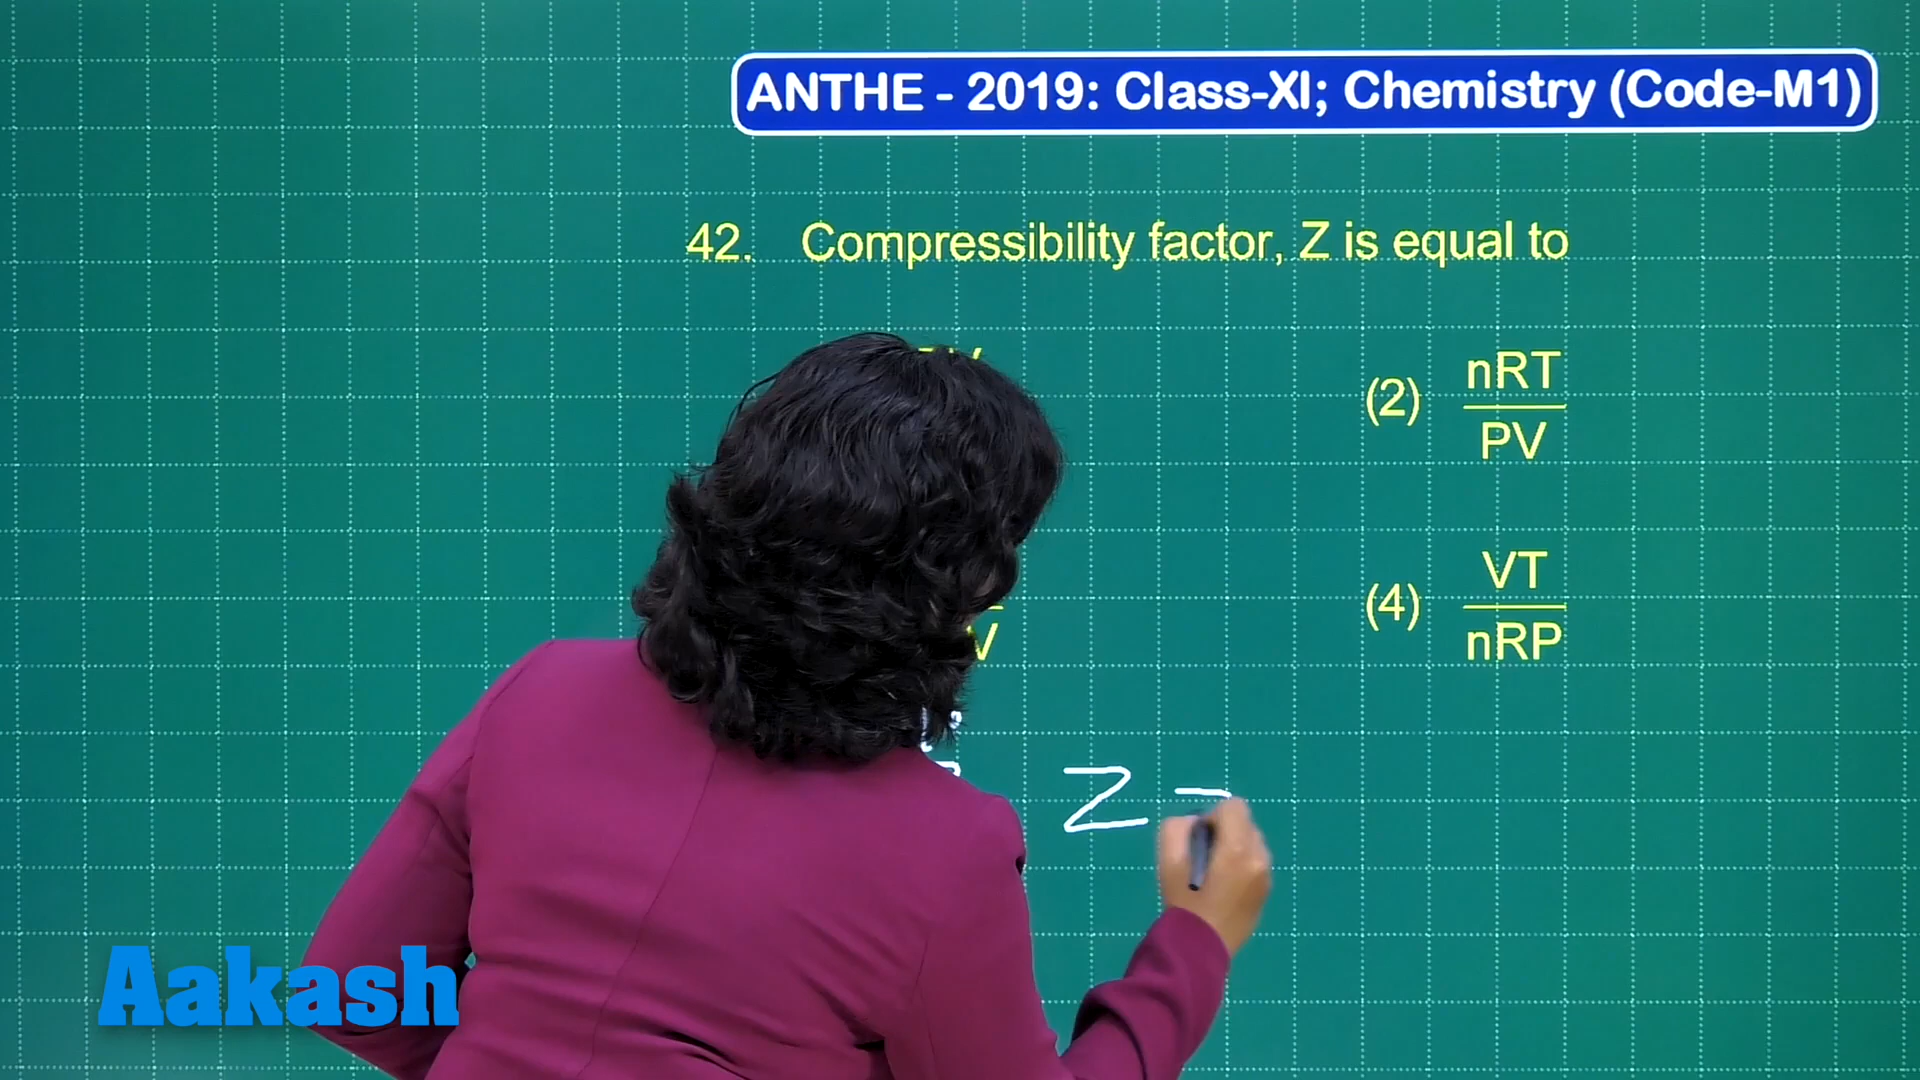 ANTHE - 2019: Class-XI; Chemistry (Code-M1)
42. Compressibility factor, Z is equal to
(2) nRT
PV
(4) VT
nRP
V
Z =
Aakash